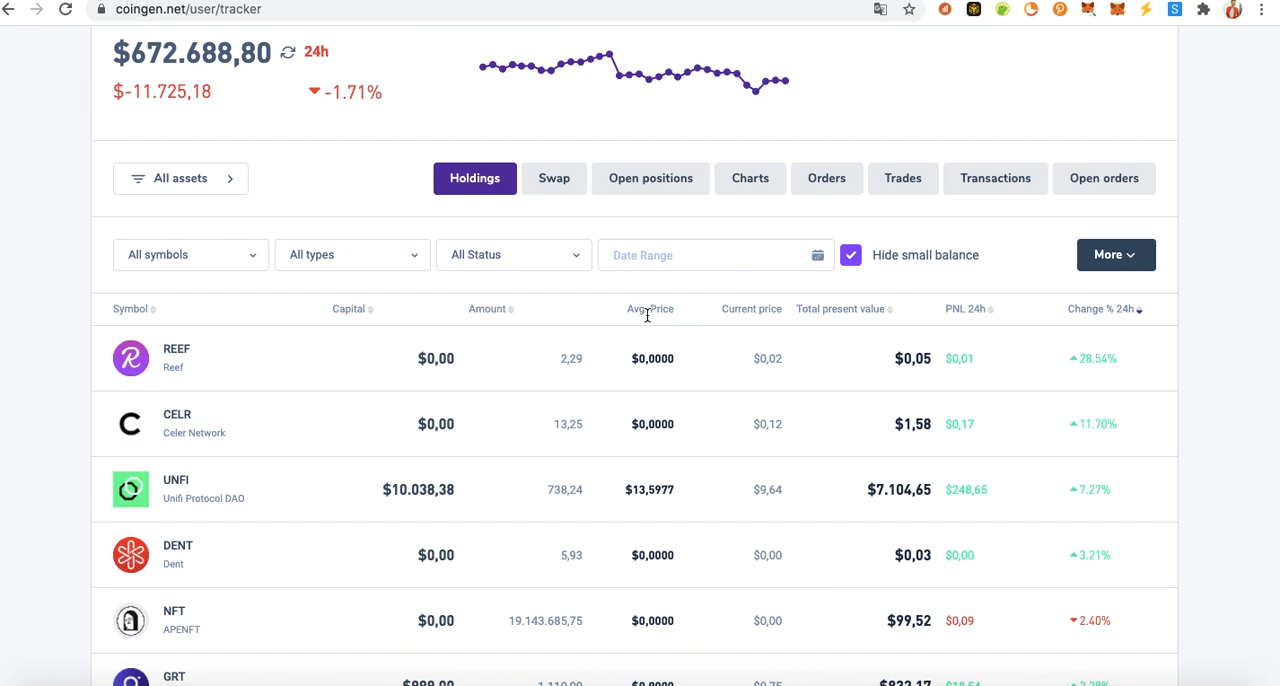 coingen.net/user/tracker
$672.688,80 24h
$-11.725,18 -1.71%
All assets Holdings Swap Open positions Charts Orders Trades Transactions Open orders
All symbols All types All Status Date Range Hide small balance More
Symbol Capital Amount Avg. Price Current price Total present value PNL 24h Change % 24h
REEF
Reef
$0,00 2,29 $0,0000 $0,02 $0,05 $0,01 28.54%
CELR
Celer Network
$0,00 13,25 $0,0000 $0,12 $1,58 $0,17 11.70%
UNFI
Unifi Protocol DAO
$10.038,38 738,24 $13,5977 $9,64 $7.104,65 $248,65 7.27%
DENT
Dent
$0,00 5,93 $0,0000 $0,00 $0,03 $0,00 3.21%
NFT
APENFT
$0,00 19.143.685,75 $0,0000 $0,00 $99,52 $0,09 2.40%
GRT